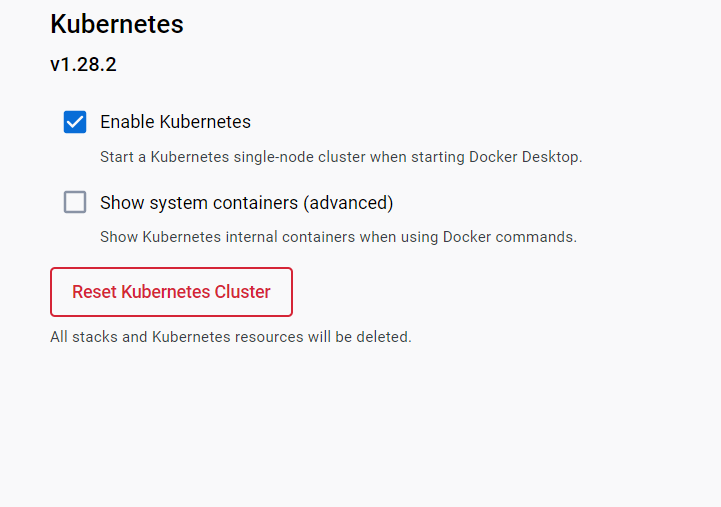 Kubernetes
v1.28.2
Enable Kubernetes
Start a Kubernetes single-node cluster when starting Docker Desktop.
Show system containers (advanced)
Show Kubernetes internal containers when using Docker commands.
Reset Kubernetes Cluster
All stacks and Kubernetes resources will be deleted.